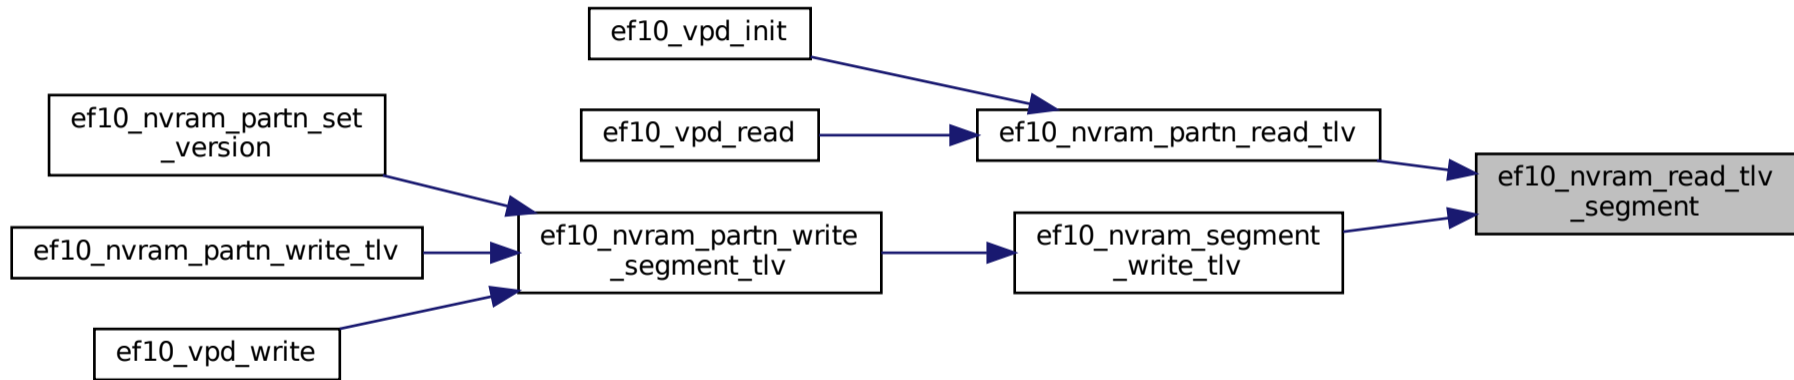 ef10_vpd_init
ef10_nvram_partn_set
_version
ef10_vpd_read
ef10_nvram_partn_read_tlv
ef10_nvram_read_tlv
_segment
ef10_nvram_partn_write_tlv
ef10_nvram_partn_write
_segment_tlv
ef10_nvram_segment
_write_tlv
ef10_vpd_write